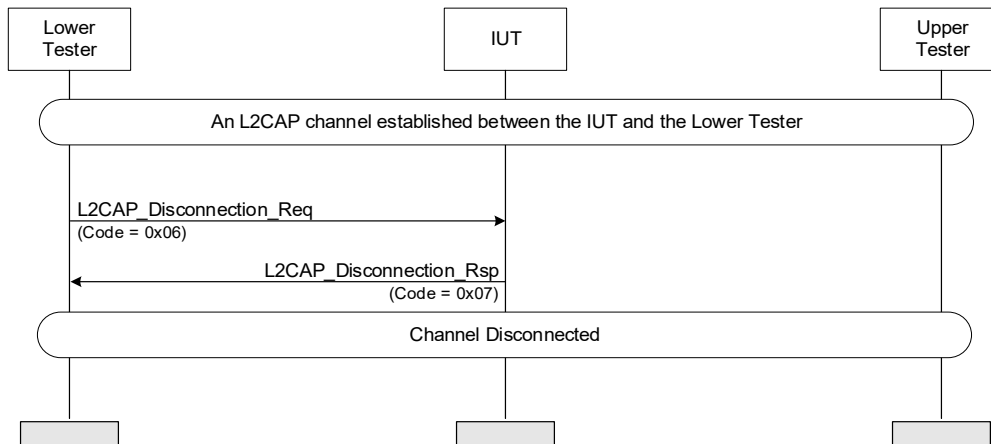 Lower
Tester
IUT
Upper
Tester
An L2CAP channel established between the IUT and the Lower Tester
L2CAP_Disconnection_Req
(Code = 0x06)
L2CAP_Disconnection_Rsp
(Code = 0x07)
Channel Disconnected